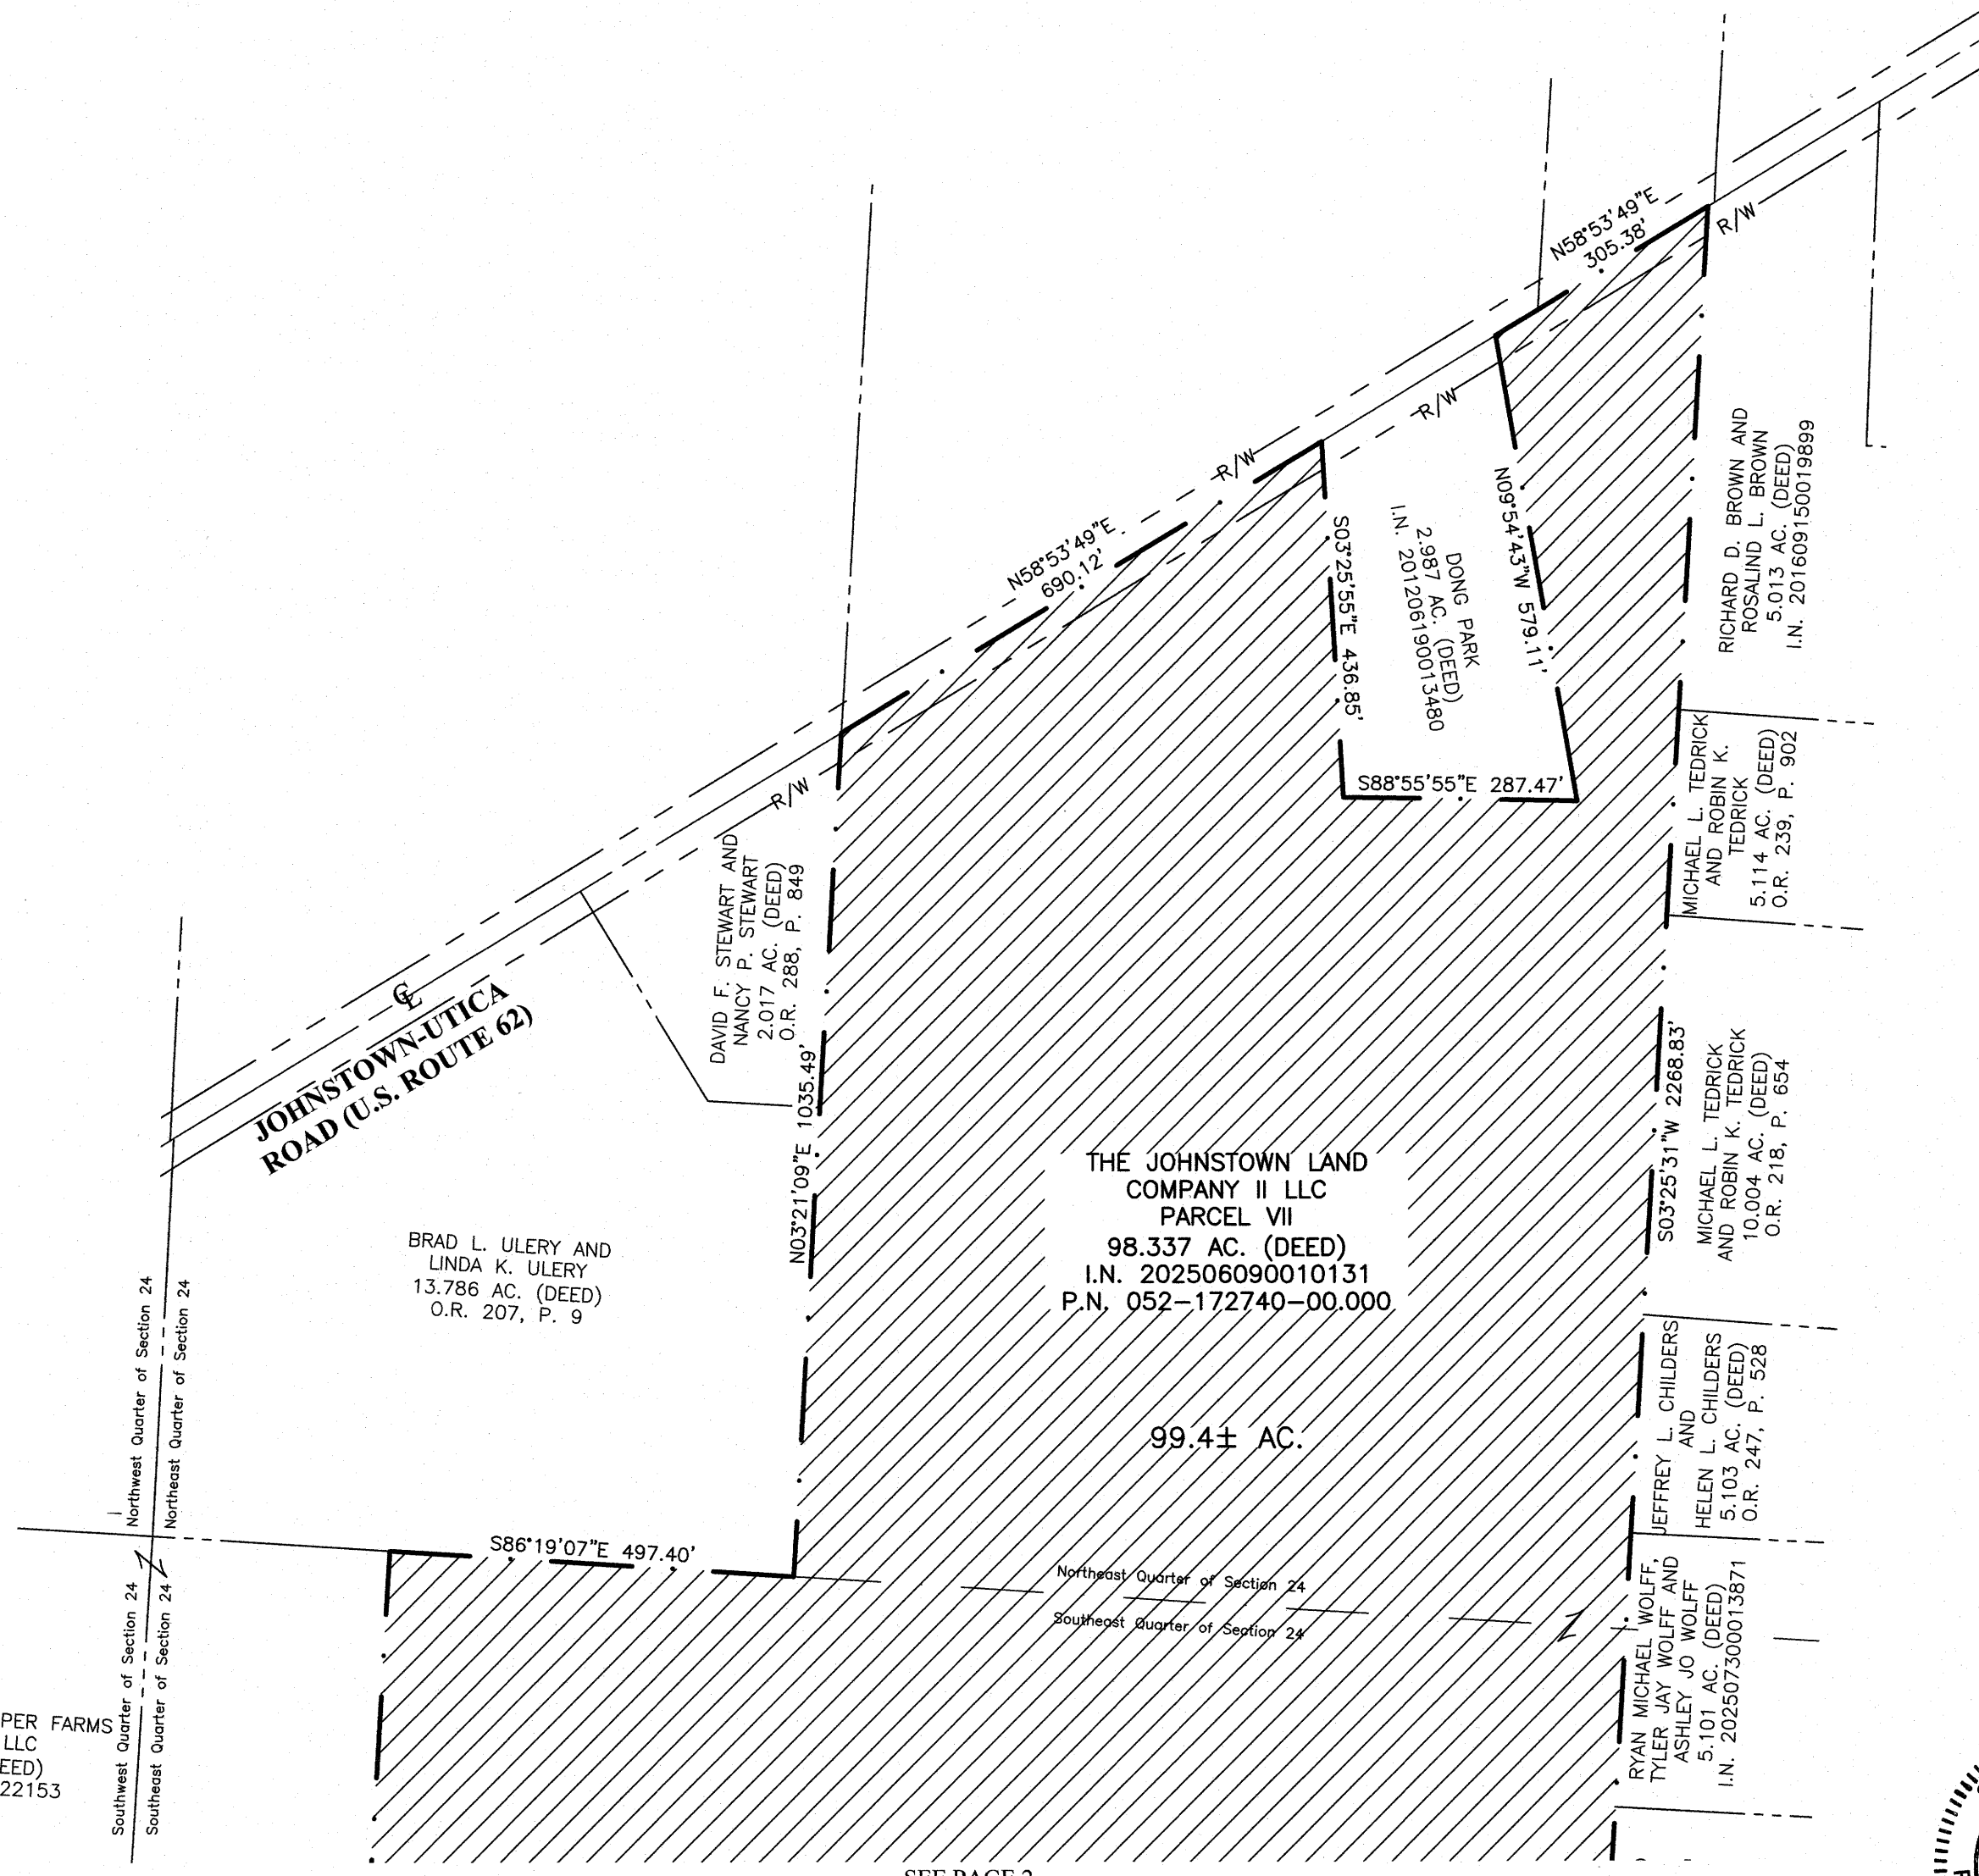 N58°53'49"E
305.38'
R/W
R/W
R/W
N58°53'49"E
690.12'
R/W
S03°25'55"E 436.85'
DONG PARK
2.987 AC. (DEED)
I.N. 201206190013480
N09°54'43"W 579.11'
S88°55'55"E 287.47'
RICHARD D. BROWN AND
ROSALIND L. BROWN
5.013 AC. (DEED)
I.N. 201609150019899
MICHAEL L. TEDRICK
AND ROBIN K.
TEDRICK
5.114 AC. (DEED)
O.R. 239, P. 902
DAVID F. STEWART AND
NANCY P. STEWART
2.017 AC. (DEED)
O.R. 288, P. 849
℄
JOHNSTOWN-UTICA
ROAD (U.S. ROUTE 62)
N03°21'09"E 1035.49'
S03°25'31"W 2268.83'
MICHAEL L. TEDRICK
AND ROBIN K. TEDRICK
10.004 AC. (DEED)
O.R. 218, P. 654
THE JOHNSTOWN LAND
COMPANY II LLC
PARCEL VII
98.337 AC. (DEED)
I.N. 202506090010131
P.N. 052-172740-00.000
99.4± AC.
BRAD L. ULERY AND
LINDA K. ULERY
13.786 AC. (DEED)
O.R. 207, P. 9
Northwest Quarter of Section 24
Northeast Quarter of Section 24
JEFFREY L. CHILDERS
AND
HELEN L. CHILDERS
5.103 AC. (DEED)
O.R. 247, P. 528
S86°19'07"E 497.40'
Northeast Quarter of Section 24
Southeast Quarter of Section 24
Southwest Quarter of Section 24
Southeast Quarter of Section 24
RYAN MICHAEL WOLFF,
TYLER JAY WOLFF AND
ASHLEY JO WOLFF
5.101 AC. (DEED)
I.N. 202507300013871
PER FARMS
LLC
EED)
22153
SEE PAGE 2